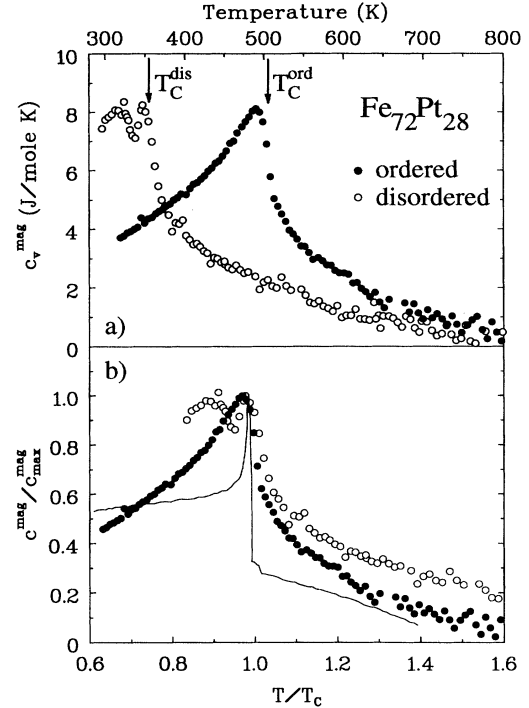 Temperature (K)
300 400 500 600 700 800
T_C^dis
T_C^ord
Fe₇₂Pt₂₈
● ordered
○ disordered
c_v^mag (J/mole K)
10
8
6
4
2
0
a)
b)
c^mag/c_max^mag
1.0
0.8
0.6
0.4
0.2
0
0.6 0.8 1.0 1.2 1.4 1.6
T/T_C